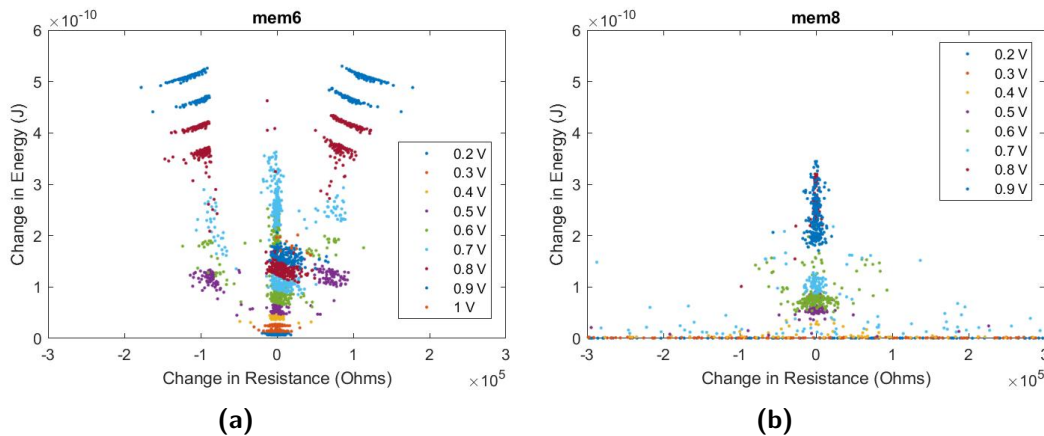 mem6
× 10⁻¹⁰
6
5
4
3
2
1
0
Change in Energy (J)
-3 -2 -1 0 1 2 3
Change in Resistance (Ohms)
× 10⁵
0.2 V
0.3 V
0.4 V
0.5 V
0.6 V
0.7 V
0.8 V
0.9 V
1 V
(a)
mem8
× 10⁻¹⁰
6
5
4
3
2
1
0
Change in Energy (J)
-3 -2 -1 0 1 2 3
Change in Resistance (Ohms)
× 10⁵
0.2 V
0.3 V
0.4 V
0.5 V
0.6 V
0.7 V
0.8 V
0.9 V
(b)